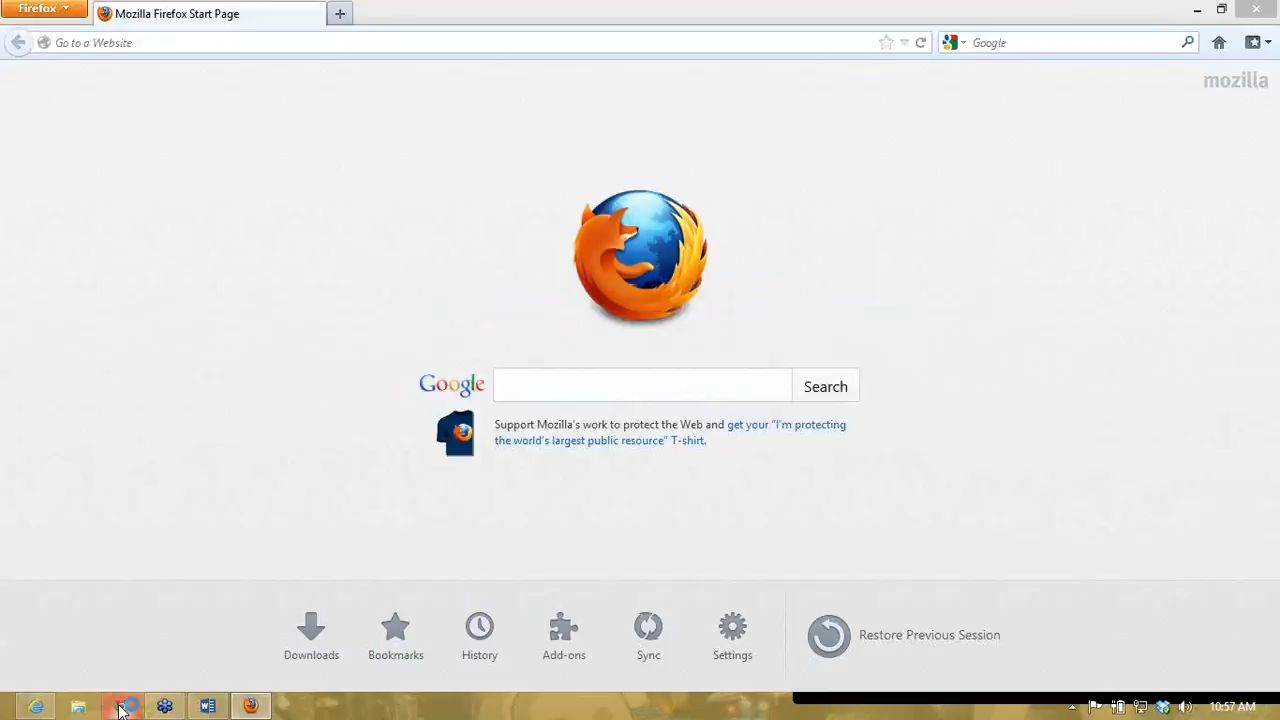 Firefox
Mozilla Firefox Start Page
Go to a Website
Google
mozilla
Google
Search
Support Mozilla's work to protect the Web and get your "I'm protecting
the world's largest public resource" T-shirt.
Downloads
Bookmarks
History
Add-ons
Sync
Settings
Restore Previous Session
10:57 AM